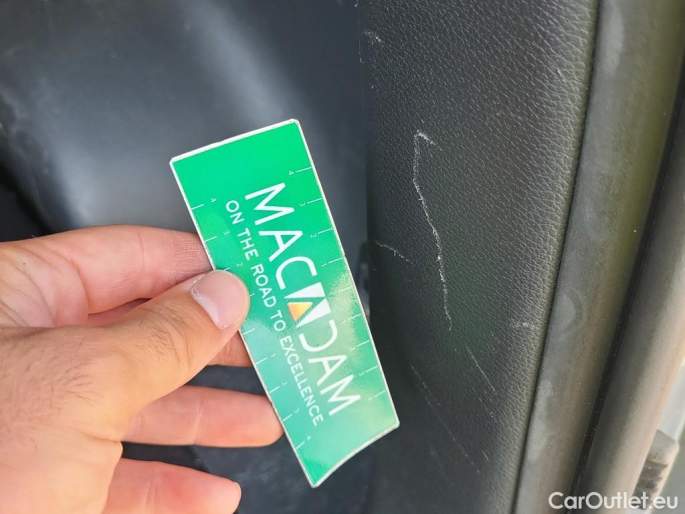 MACADAM
ON THE ROAD TO EXCELLENCE
CarOutlet.eu